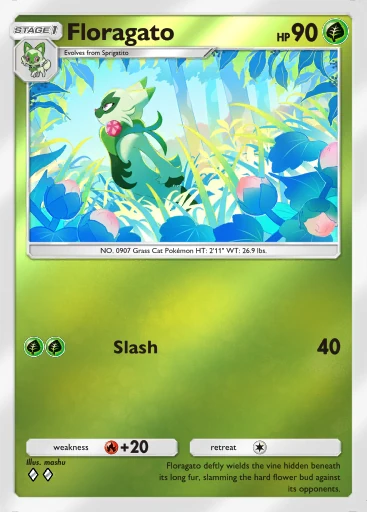 STAGE 1
Floragato
HP 90
Evolves from Sprigatito
NO. 0907 Grass Cat Pokémon HT: 2'11" WT: 26.9 lbs.
Slash 40
weakness +20 retreat
Illus. mashu
Floragato deftly wields the vine hidden beneath
its long fur, slamming the hard flower bud against
its opponents.